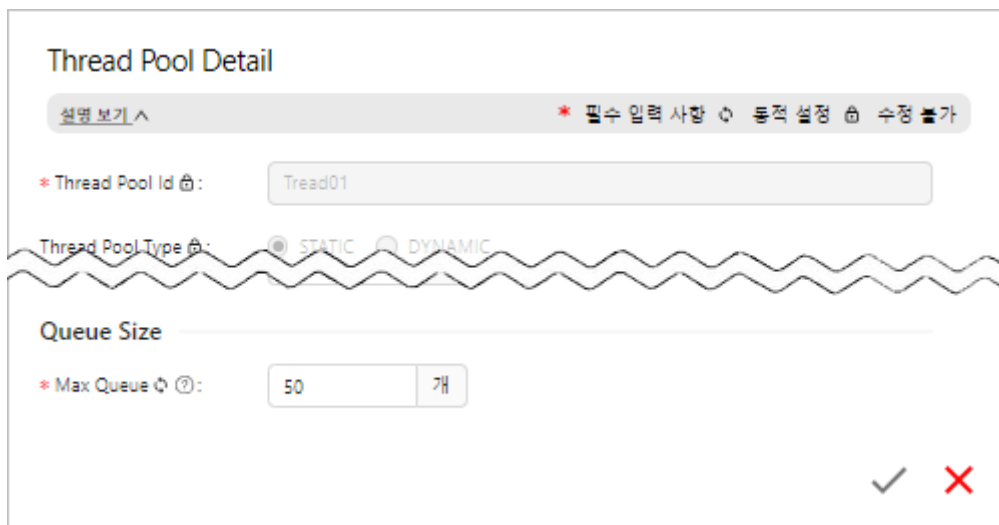 Thread Pool Detail
설명 보기 * 필수 입력 사항 동적 설정 수정 불가
* Thread Pool Id :
Tread01
Thread Pool Type :
STATIC DYNAMIC
Queue Size
* Max Queue ? :
50 개